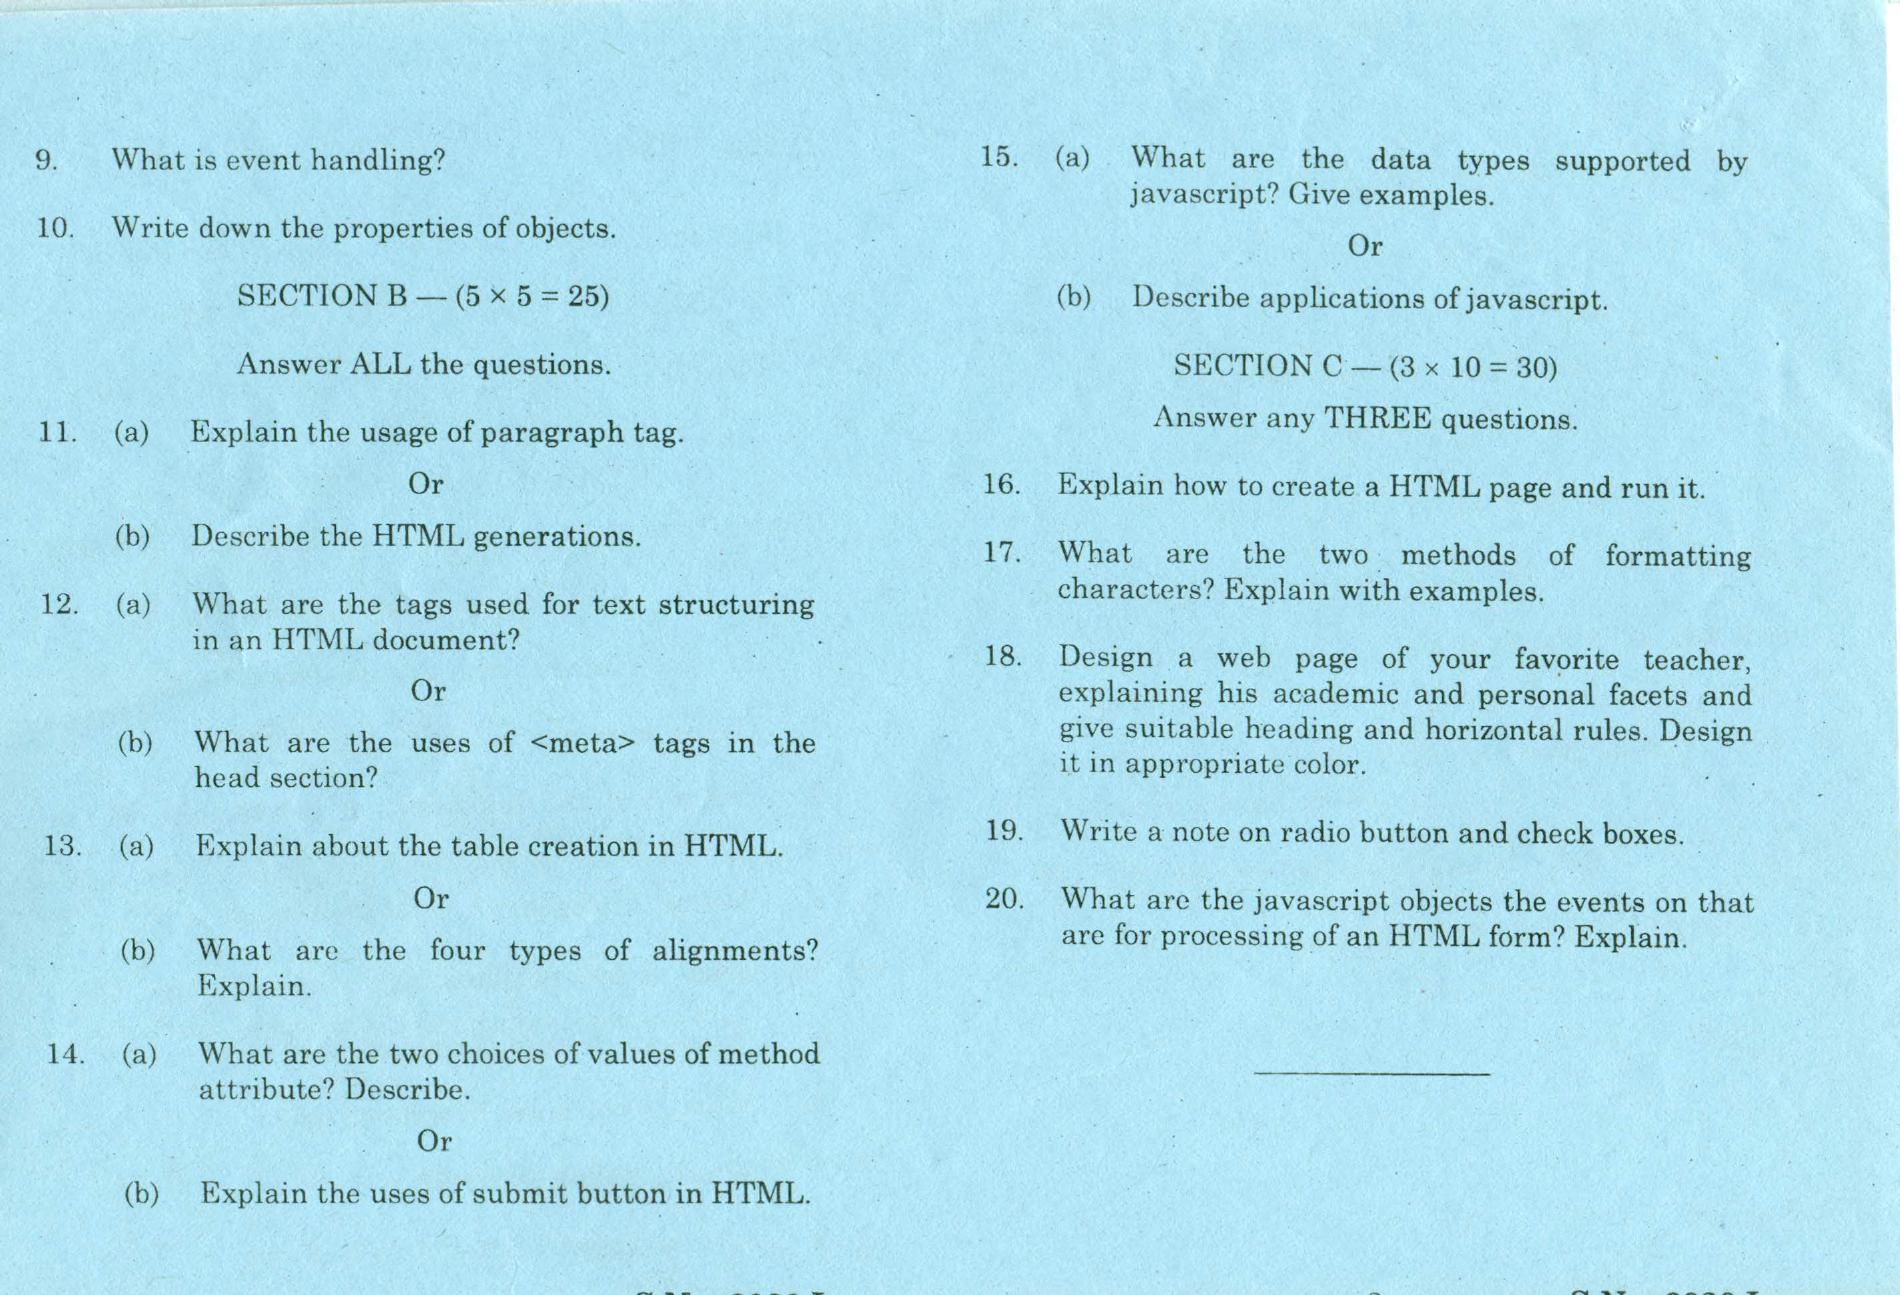 9. What is event handling?
10. Write down the properties of objects.
SECTION B — (5 × 5 = 25)
Answer ALL the questions.
11. (a) Explain the usage of paragraph tag.
Or
(b) Describe the HTML generations.
12. (a) What are the tags used for text structuring
in an HTML document?
Or
(b) What are the uses of <meta> tags in the
head section?
13. (a) Explain about the table creation in HTML.
Or
(b) What are the four types of alignments?
Explain.
14. (a) What are the two choices of values of method
attribute? Describe.
Or
(b) Explain the uses of submit button in HTML.
15. (a) What are the data types supported by
javascript? Give examples.
Or
(b) Describe applications of javascript.
SECTION C — (3 × 10 = 30)
Answer any THREE questions.
16. Explain how to create a HTML page and run it.
17. What are the two methods of formatting
characters? Explain with examples.
18. Design a web page of your favorite teacher,
explaining his academic and personal facets and
give suitable heading and horizontal rules. Design
it in appropriate color.
19. Write a note on radio button and check boxes.
20. What are the javascript objects the events on that
are for processing of an HTML form? Explain.